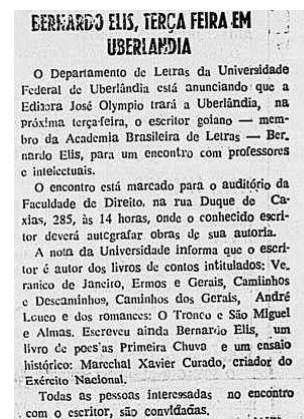 BERNARDO ELIS, TERÇA FEIRA EM
UBERLANDIA
O Departamento de Letras da Universidade
Federal de Uberlândia está anunciando que a
Editora José Olympio trará a Uberlândia, na
próxima terça-feira, o escritor goiano — mem-
bro da Academia Brasileira de Letras — Ber-
nardo Elis, para um encontro com professores
e intelectuais.
O encontro está marcado para o auditório da
Faculdade de Direito, na rua Duque de Ca-
xias, 285, às 14 horas, onde o conhecido escri-
tor deverá autografar obras de sua autoria.
A nota da Universidade informa que o escri-
tor é autor dos livros de contos intitulados: Ve-
ranico de Janeiro, Ermos e Gerais, Camiinhos
e Descaminhos, Caminhos dos Gerais, André
Louco e dos romances: O Tronco e São Miguel
e Almas. Escreveu ainda Bernardo Elis, um
livro de poes'as Primeira Chuva e um ensaio
histórico: Marechal Xavier Curado, criador do
Exército Nacional.
Todas as pessoas interessadas no encontro
com o escritor, são convidadas.